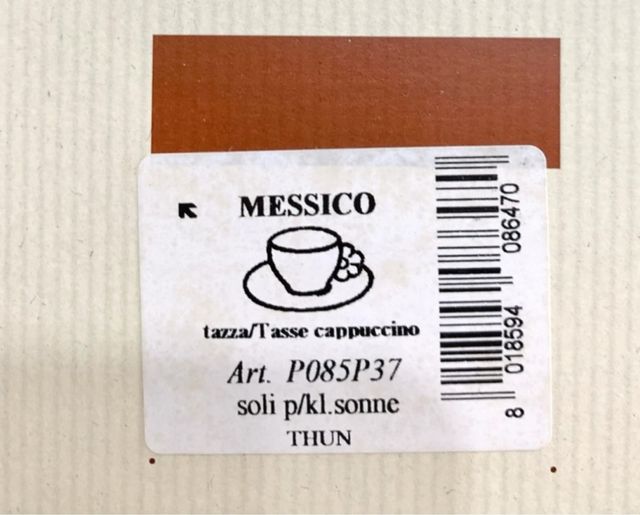 MESSICO
tazza/Tasse cappuccino
Art. P085P37
soli p/kl.sonne
THUN
8 018594 086470